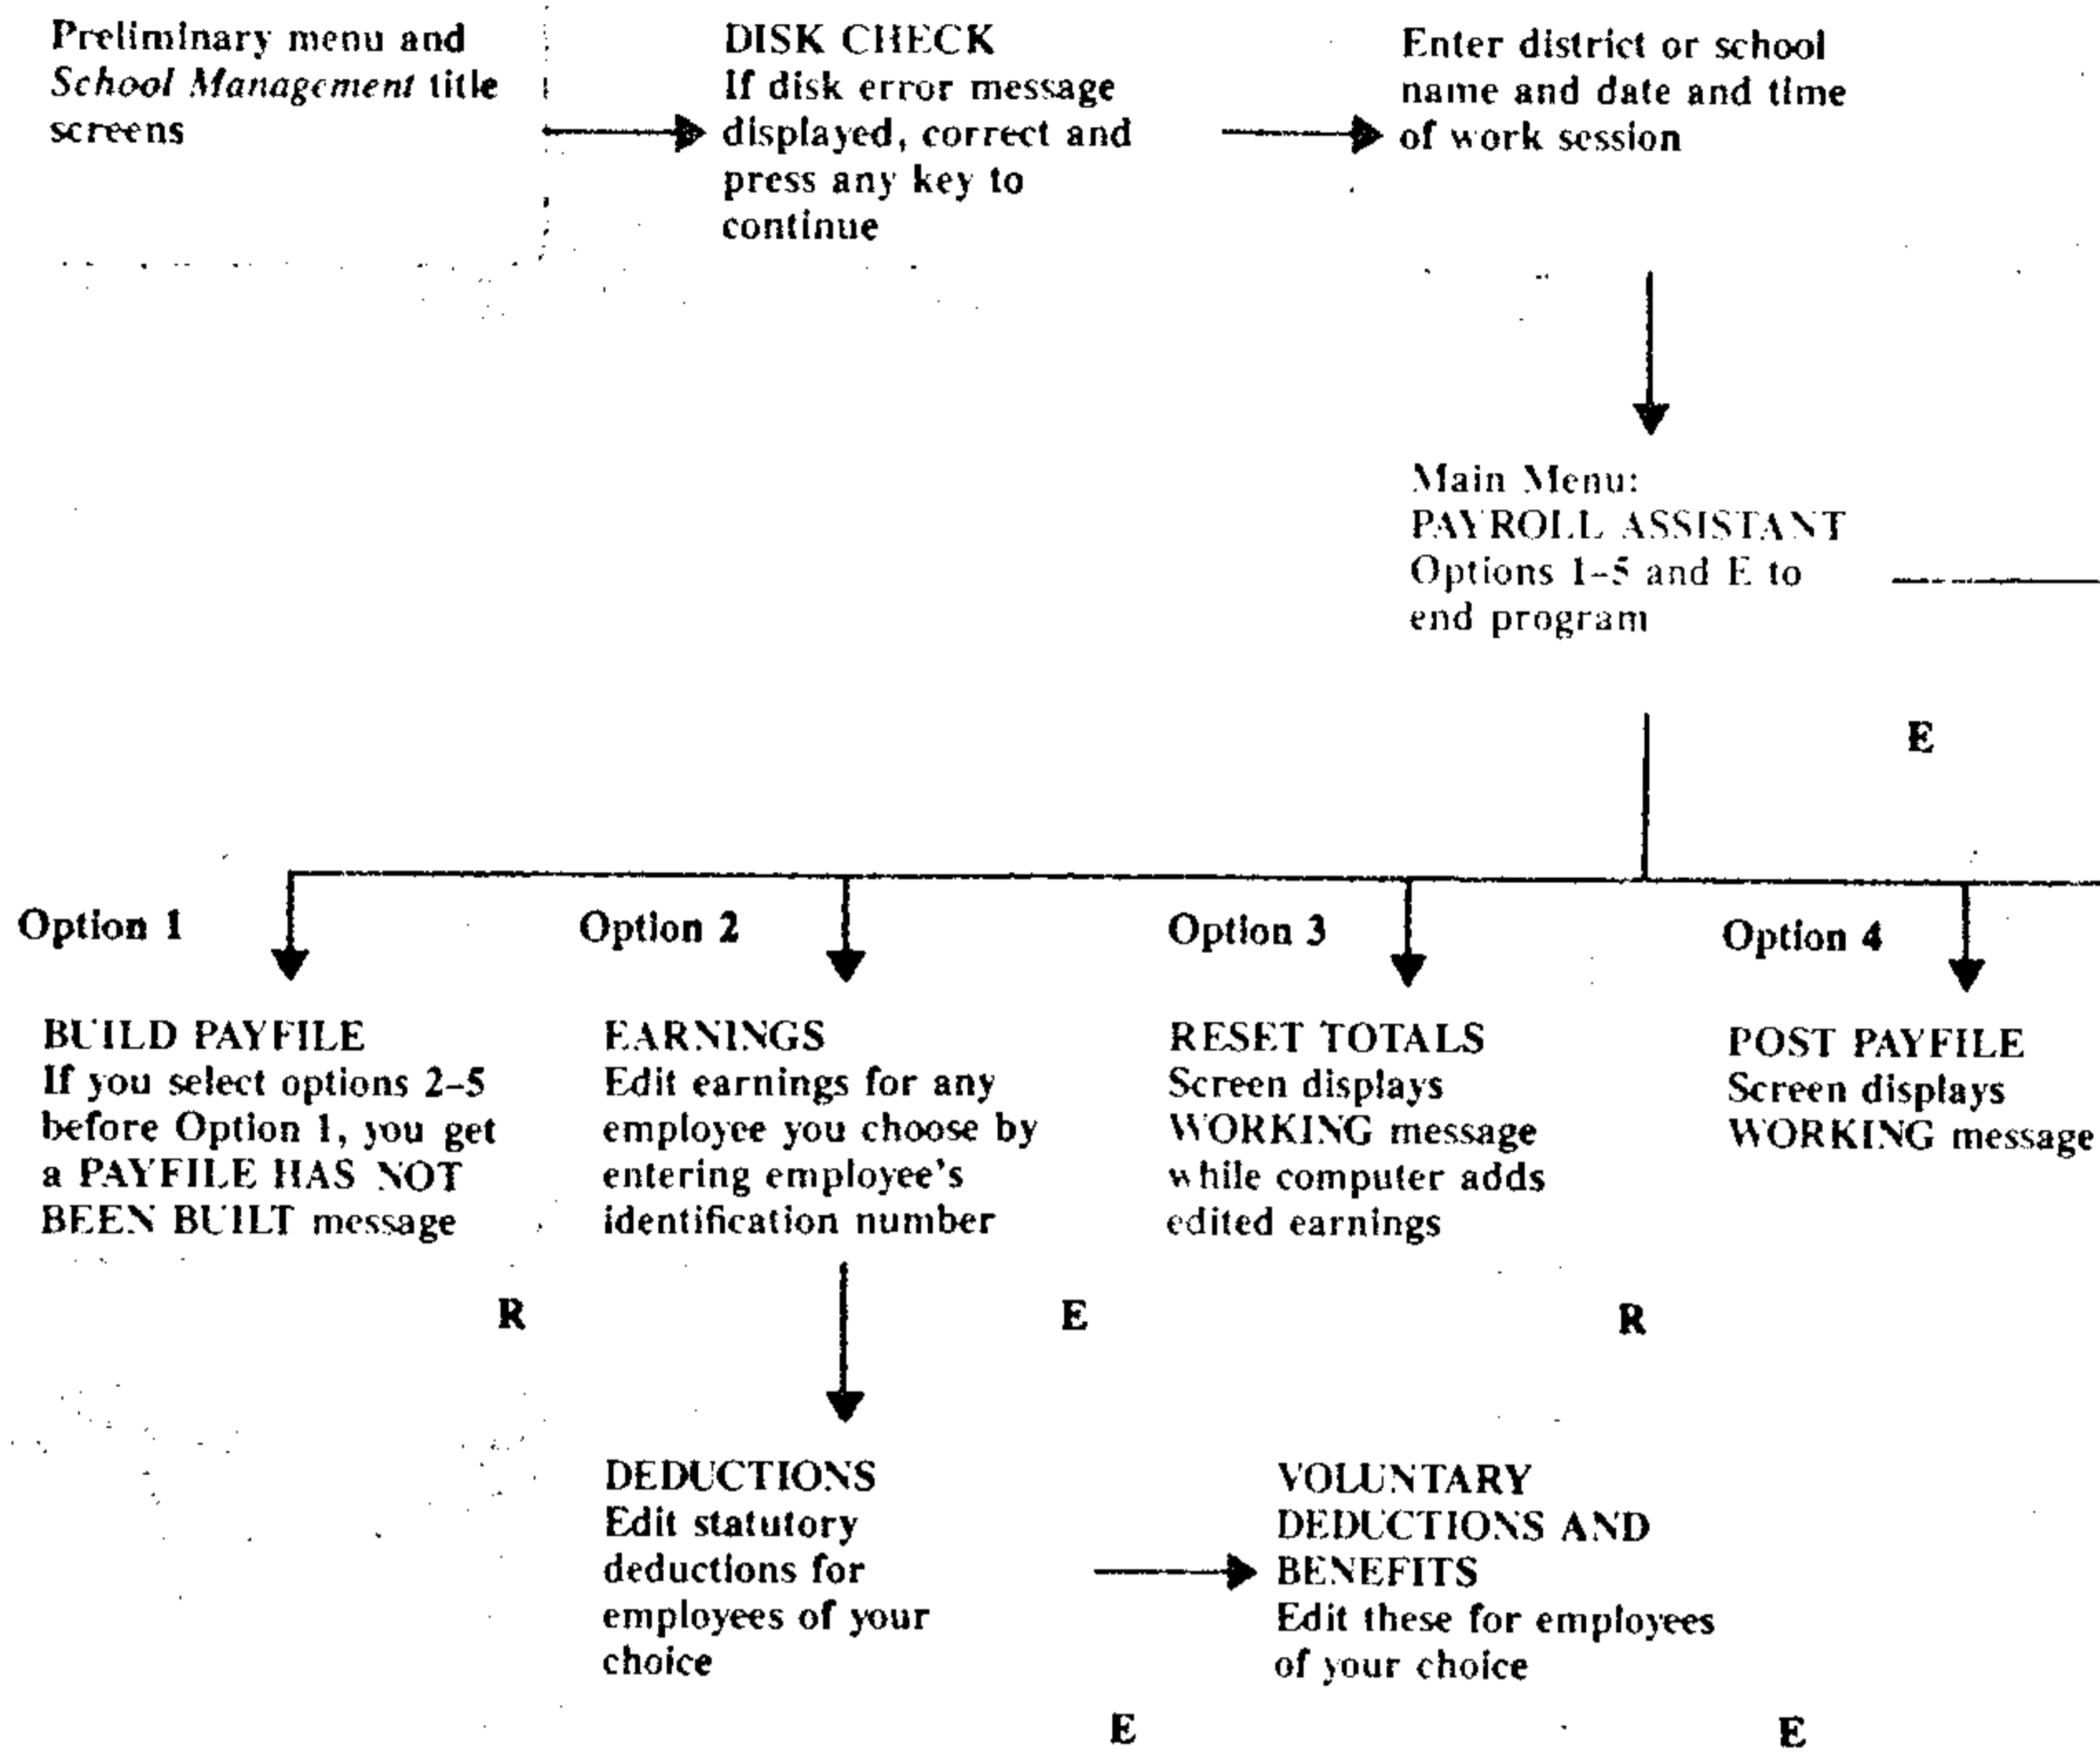 Preliminary menu and
School Management title
screens
DISK CHECK
If disk error message
displayed, correct and
press any key to
continue
Enter district or school
name and date and time
of work session
Main Menu:
PAYROLL ASSISTANT
Options 1–5 and E to
end program
E
Option 1
BUILD PAYFILE
If you select options 2–5
before Option 1, you get
a PAYFILE HAS NOT
BEEN BUILT message
R
Option 2
EARNINGS
Edit earnings for any
employee you choose by
entering employee's
identification number
E
Option 3
RESET TOTALS
Screen displays
WORKING message
while computer adds
edited earnings
R
Option 4
POST PAYFILE
Screen displays
WORKING message
DEDUCTIONS
Edit statutory
deductions for
employees of your
choice
E
VOLUNTARY
DEDUCTIONS AND
BENEFITS
Edit these for employees
of your choice
E